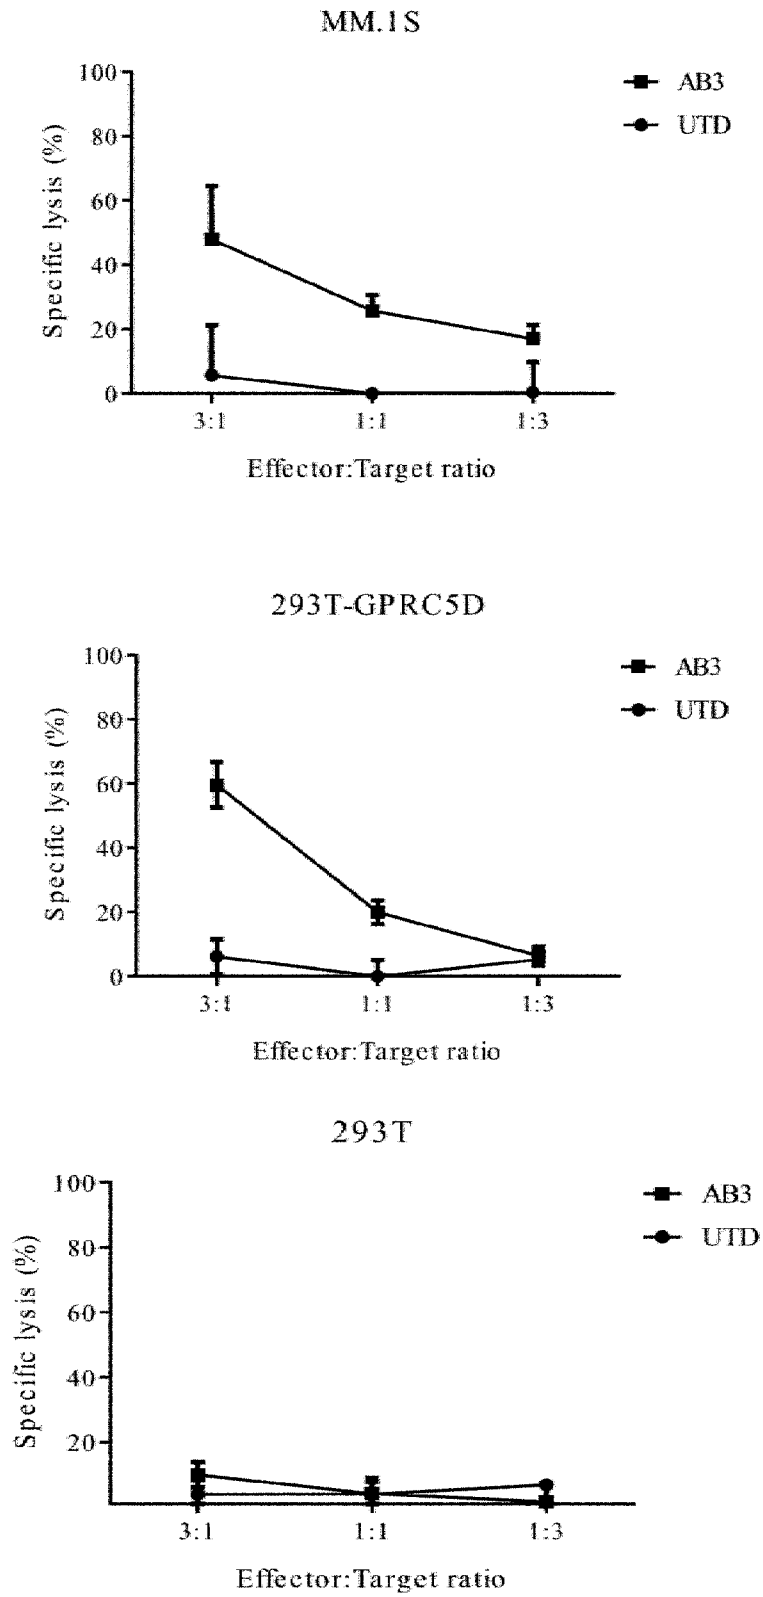 MM.1S
100
80
60
40
20
0
Specific lysis (%)
3:1 1:1 1:3
Effector:Target ratio
AB3
UTD
293T-GPRC5D
100
80
60
40
20
0
Specific lysis (%)
3:1 1:1 1:3
Effector:Target ratio
AB3
UTD
293T
100
80
60
40
20
Specific lysis (%)
3:1 1:1 1:3
Effector:Target ratio
AB3
UTD